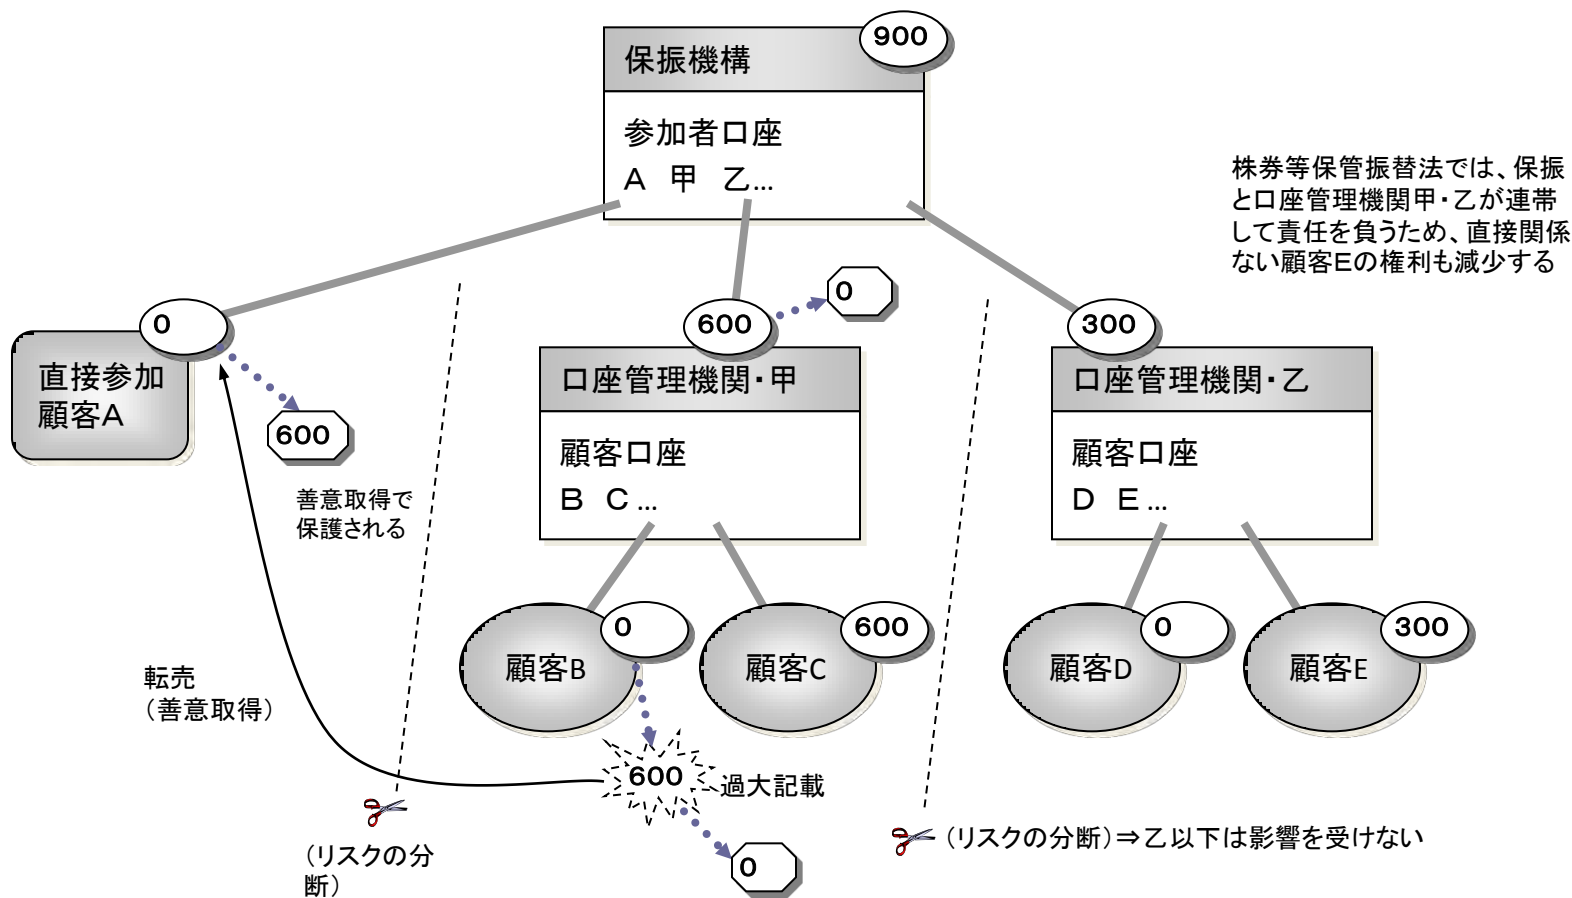 900
保振機構
参加者口座
A 甲 乙...
株券等保管振替法では、保振
と口座管理機関甲・乙が連帯
して責任を負うため、直接関係
ない顧客Eの権利も減少する
0
直接参加
顧客A
600
善意取得で
保護される
600
0
口座管理機関・甲
顧客口座
B C...
300
口座管理機関・乙
顧客口座
D E...
顧客B
0
顧客C
600
顧客D
0
顧客E
300
転売
（善意取得）
600
過大記載
0
（リスクの分
断）
（リスクの分断）⇒乙以下は影響を受けない